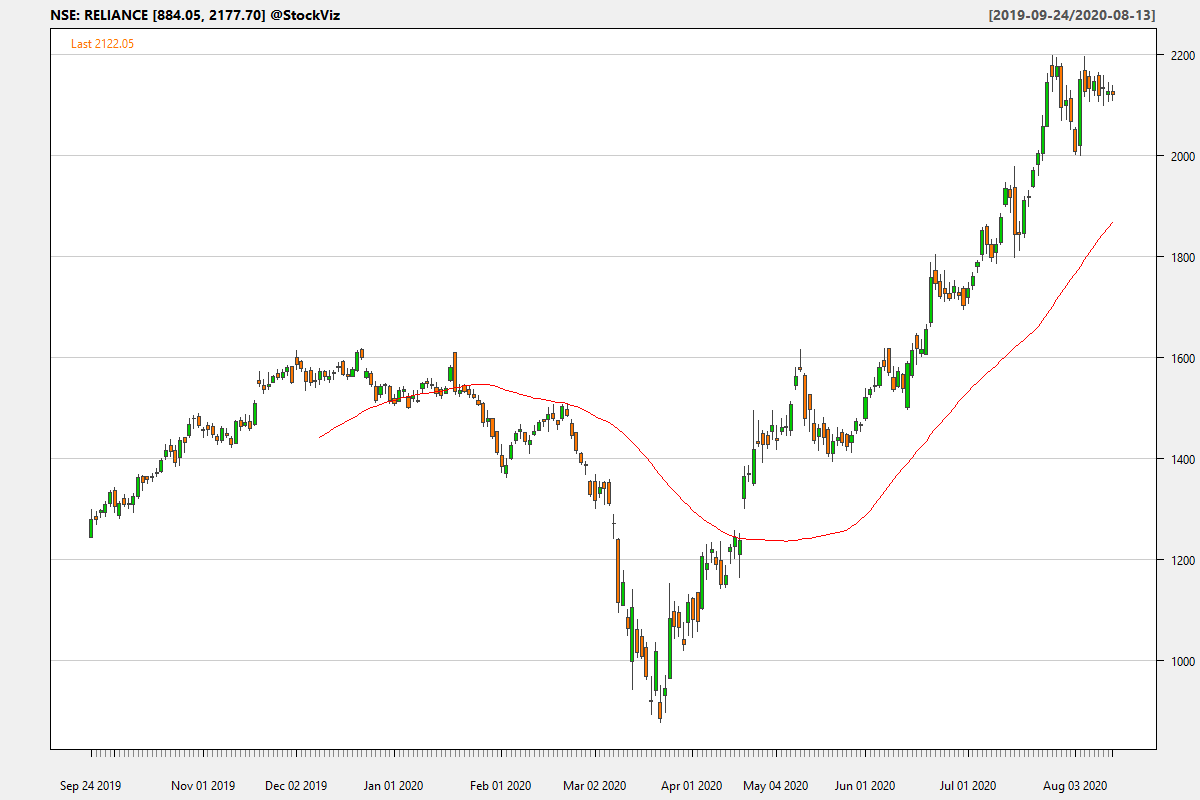 NSE: RELIANCE [884.05, 2177.70] @StockViz
[2019-09-24/2020-08-13]
Last 2122.05
2200
2000
1800
1600
1400
1200
1000
Sep 24 2019
Nov 01 2019
Dec 02 2019
Jan 01 2020
Feb 01 2020
Mar 02 2020
Apr 01 2020
May 04 2020
Jun 01 2020
Jul 01 2020
Aug 03 2020